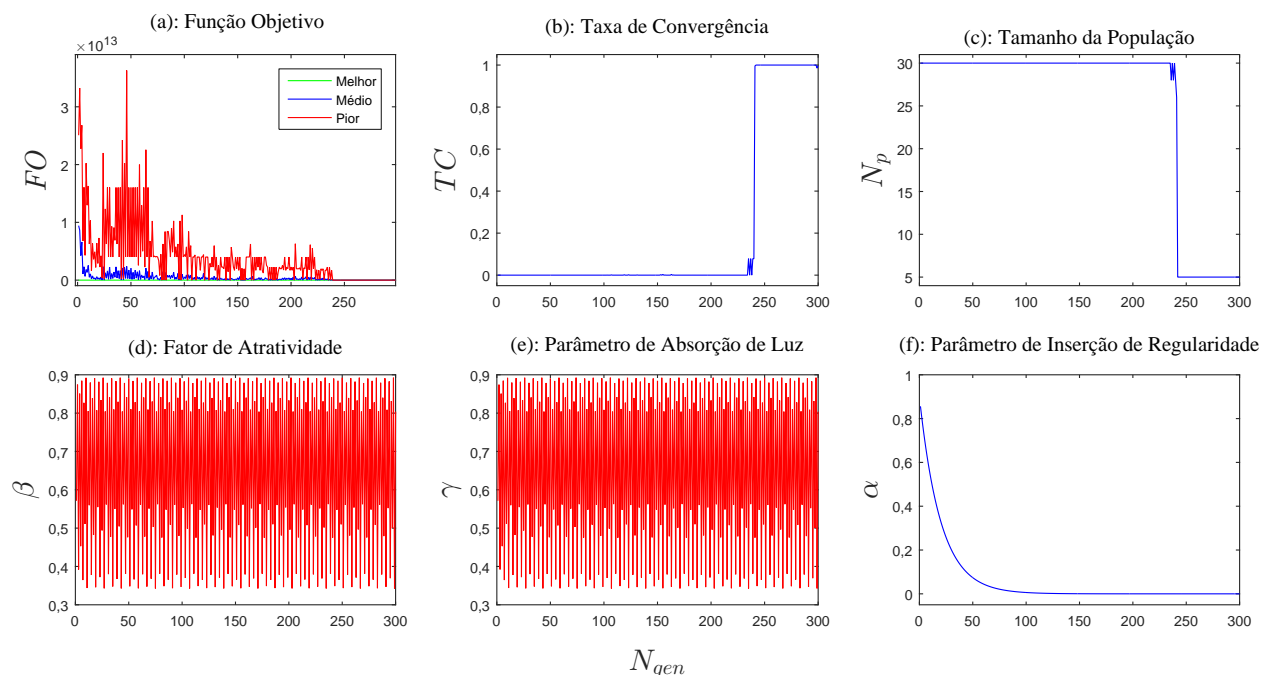 (a): Função Objetivo
×10^13
3
2
1
0
FO
Melhor
Médio
Pior
0 50 100 150 200 250
(b): Taxa de Convergência
1
0,8
0,6
0,4
0,2
0
TC
0 50 100 150 200 250 300
(c): Tamanho da População
30
25
20
15
10
5
N_p
0 50 100 150 200 250 300
(d): Fator de Atratividade
0,9
0,8
0,7
0,6
0,5
0,4
0,3
β
0 50 100 150 200 250 300
(e): Parâmetro de Absorção de Luz
0,9
0,8
0,7
0,6
0,5
0,4
0,3
γ
0 50 100 150 200 250 300
(f): Parâmetro de Inserção de Regularidade
1
0,8
0,6
0,4
0,2
0
α
0 50 100 150 200 250 300
N_gen